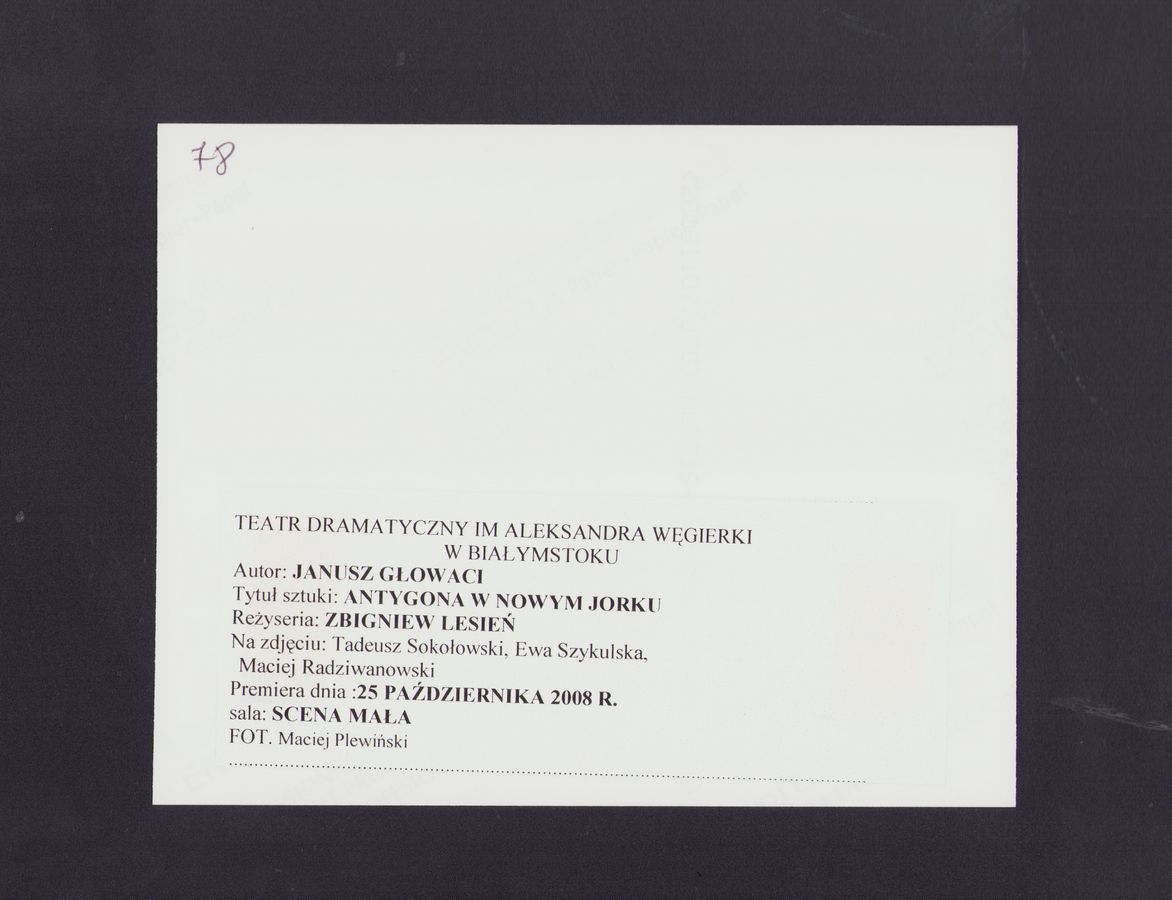 78
TEATR DRAMATYCZNY IM ALEKSANDRA WĘGIERKI
W BIAŁYMSTOKU
Autor: JANUSZ GŁOWACI
Tytuł sztuki: ANTYGONA W NOWYM JORKU
Reżyseria: ZBIGNIEW LESIEŃ
Na zdjęciu: Tadeusz Sokołowski, Ewa Szykulska,
Maciej Radziwanowski
Premiera dnia :25 PAŹDZIERNIKA 2008 R.
sala: SCENA MAŁA
FOT. Maciej Plewiński